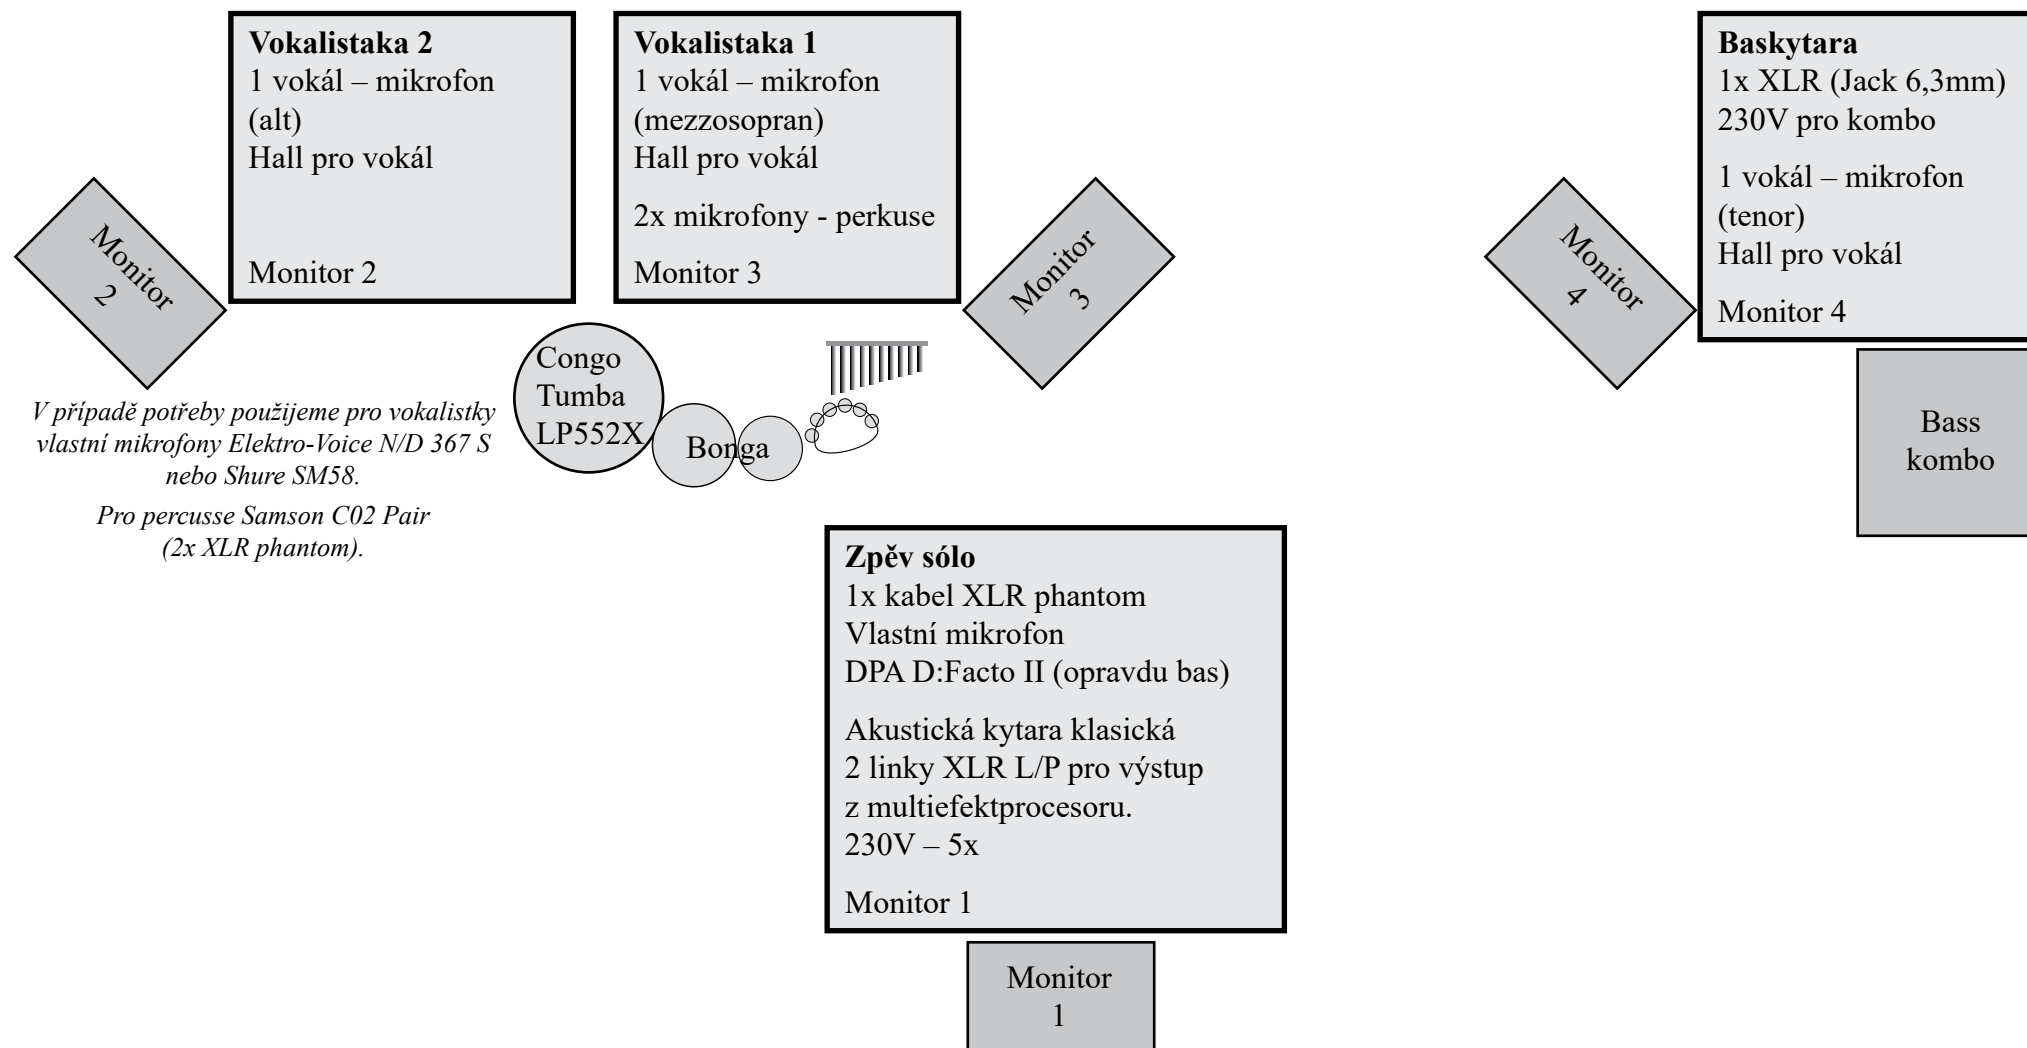 Vokalistaka 2
1 vokál – mikrofon
(alt)
Hall pro vokál
Monitor 2
Vokalistaka 1
1 vokál – mikrofon
(mezzosopran)
Hall pro vokál
2x mikrofony - perkuse
Monitor 3
Baskytara
1x XLR (Jack 6,3mm)
230V pro kombo
1 vokál – mikrofon
(tenor)
Hall pro vokál
Monitor 4
Monitor
2
Monitor
3
Monitor
4
Congo
Tumba
LP552X
Bonga
Bass
kombo
V případě potřeby použijeme pro vokalistky
vlastní mikrofony Elektro-Voice N/D 367 S
nebo Shure SM58.
Pro percusse Samson C02 Pair
(2x XLR phantom).
Zpěv sólo
1x kabel XLR phantom
Vlastní mikrofon
DPA D:Facto II (opravdu bas)
Akustická kytara klasická
2 linky XLR L/P pro výstup
z multiefektprocesoru.
230V – 5x
Monitor 1
Monitor
1